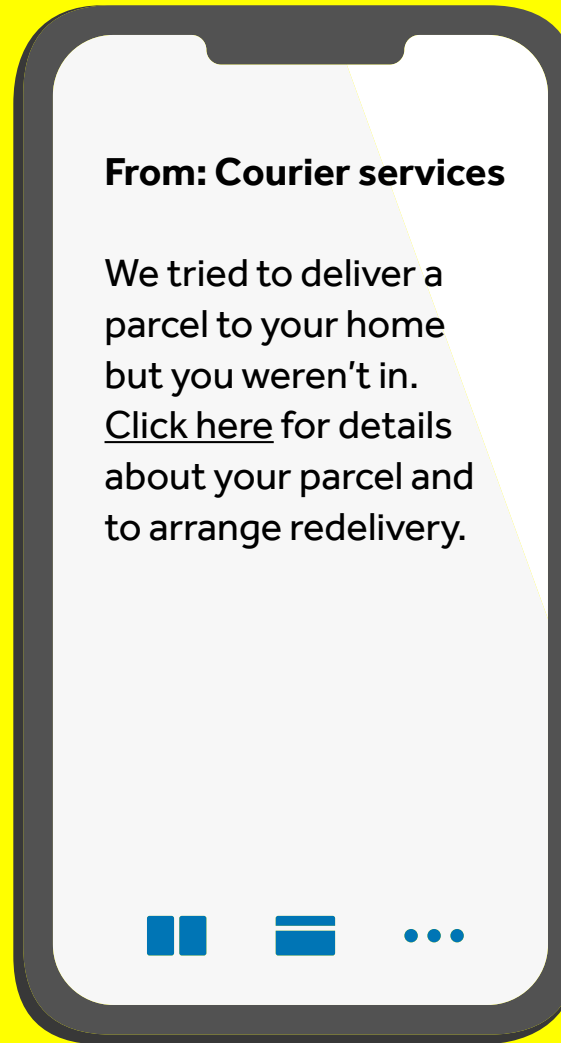 From: Courier services
We tried to deliver a
parcel to your home
but you weren’t in.
Click here for details
about your parcel and
to arrange redelivery.